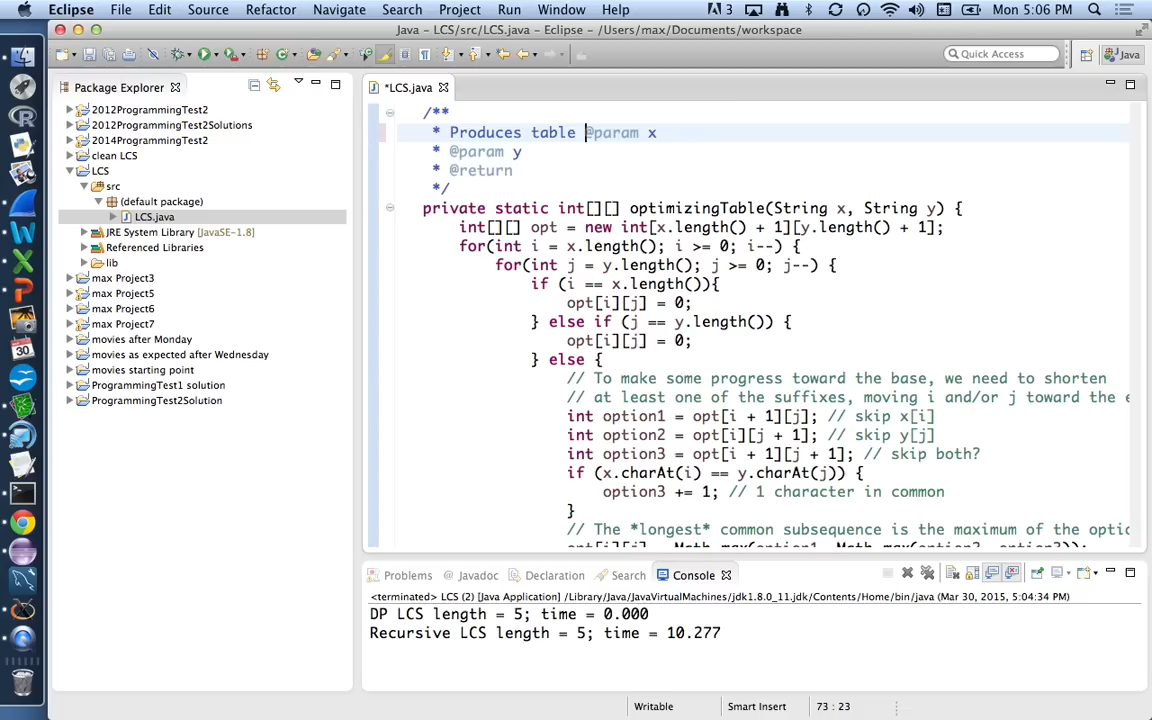 Eclipse File Edit Source Refactor Navigate Search Project Run Window Help 3 Mon 5:06 PM
Java - LCS/src/LCS.java - Eclipse - /Users/max/Documents/workspace
Quick Access Java
Package Explorer
2012ProgrammingTest2
2012ProgrammingTest2Solutions
2014ProgrammingTest2
clean LCS
LCS
src
(default package)
LCS.java
JRE System Library [JavaSE-1.8]
Referenced Libraries
lib
max Project3
max Project5
max Project6
max Project7
movies after Monday
movies as expected after Wednesday
movies starting point
ProgrammingTest1 solution
ProgrammingTest2Solution
*LCS.java
/**
* Produces table @param x
* @param y
* @return
*/
private static int[][] optimizingTable(String x, String y) {
int[][] opt = new int[x.length() + 1][y.length() + 1];
for(int i = x.length(); i >= 0; i--) {
for(int j = y.length(); j >= 0; j--) {
if (i == x.length()){
opt[i][j] = 0;
} else if (j == y.length()) {
opt[i][j] = 0;
} else {
// To make some progress toward the base, we need to shorten
// at least one of the suffixes, moving i and/or j toward the e
int option1 = opt[i + 1][j]; // skip x[i]
int option2 = opt[i][j + 1]; // skip y[j]
int option3 = opt[i + 1][j + 1]; // skip both?
if (x.charAt(i) == y.charAt(j)) {
option3 += 1; // 1 character in common
}
// The *longest* common subsequence is the maximum of the optio
opt[i][j] = Math.max(option1, Math.max(option2, option3));
Problems Javadoc Declaration Search Console
<terminated> LCS (2) [Java Application] /Library/Java/JavaVirtualMachines/jdk1.8.0_11.jdk/Contents/Home/bin/java (Mar 30, 2015, 5:04:34 PM)
DP LCS length = 5; time = 0.000
Recursive LCS length = 5; time = 10.277
Writable Smart Insert 73 : 23